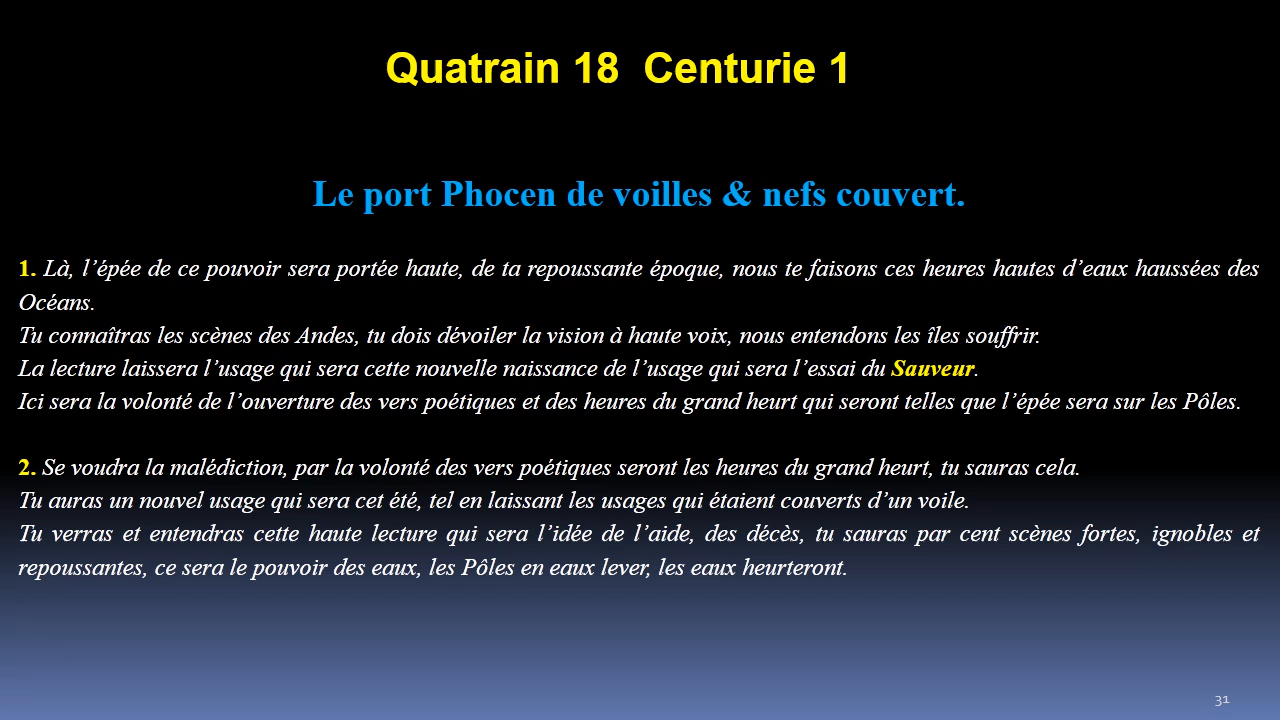 Quatrain 18  Centurie 1
Le port Phocen de voilles & nefs couvert.
1. Là, l’épée de ce pouvoir sera portée haute, de ta repoussante époque, nous te faisons ces heures hautes d’eaux haussées des
Océans.
Tu connaîtras les scènes des Andes, tu dois dévoiler la vision à haute voix, nous entendons les îles souffrir.
La lecture laissera l’usage qui sera cette nouvelle naissance de l’usage qui sera l’essai du Sauveur.
Ici sera la volonté de l’ouverture des vers poétiques et des heures du grand heurt qui seront telles que l’épée sera sur les Pôles.
2. Se voudra la malédiction, par la volonté des vers poétiques seront les heures du grand heurt, tu sauras cela.
Tu auras un nouvel usage qui sera cet été, tel en laissant les usages qui étaient couverts d’un voile.
Tu verras et entendras cette haute lecture qui sera l’idée de l’aide, des décès, tu sauras par cent scènes fortes, ignobles et
repoussantes, ce sera le pouvoir des eaux, les Pôles en eaux lever, les eaux heurteront.
31